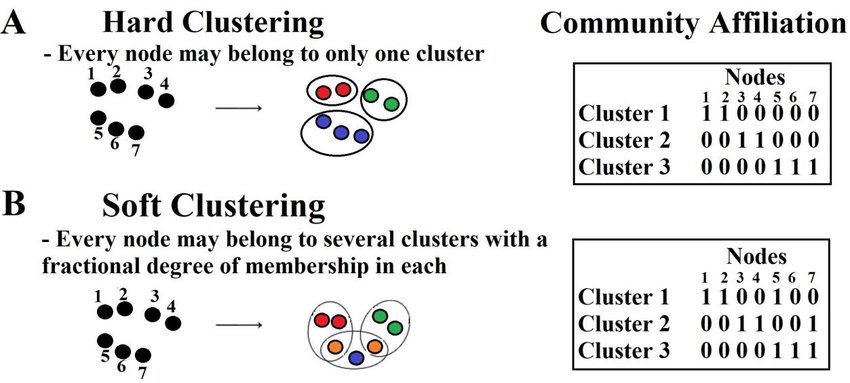 A
Hard Clustering
- Every node may belong to only one cluster
1 2 3 4
5 6 7
Community Affiliation
Nodes
1 2 3 4 5 6 7
Cluster 1 1 1 0 0 0 0 0
Cluster 2 0 0 1 1 0 0 0
Cluster 3 0 0 0 0 1 1 1
B
Soft Clustering
- Every node may belong to several clusters with a
fractional degree of membership in each
1 2 3 4
5 6 7
Nodes
1 2 3 4 5 6 7
Cluster 1 1 1 0 0 1 0 0
Cluster 2 0 0 1 1 0 0 1
Cluster 3 0 0 0 0 1 1 1